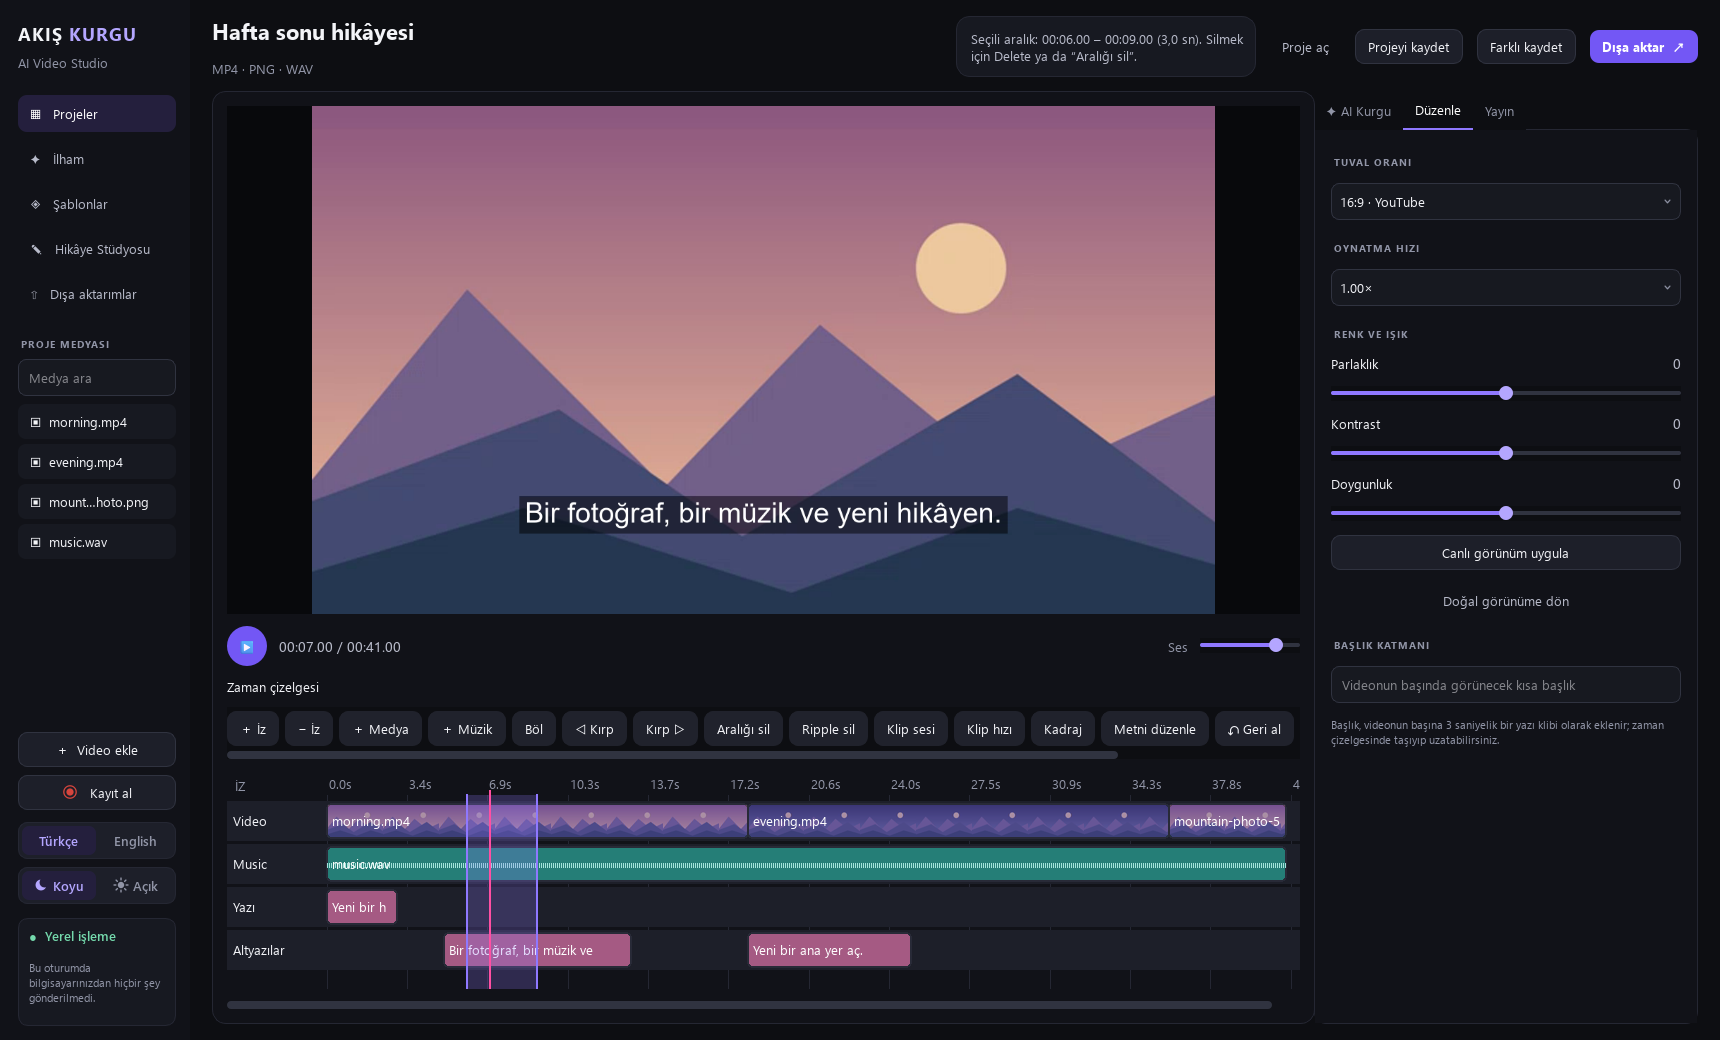 AKIŞ KURGU
AI Video Studio
Projeler
İlham
Şablonlar
Hikâye Stüdyosu
Dışa aktarımlar
PROJE MEDYASI
Medya ara
morning.mp4
evening.mp4
mount...hoto.png
music.wav
+ Video ekle
Kayıt al
Türkçe English
Koyu Açık
Yerel işleme
Bu oturumda
bilgisayarınızdan hiçbir şey
gönderilmedi.
Hafta sonu hikâyesi
MP4 · PNG · WAV
Seçili aralık: 00:06.00 – 00:09.00 (3,0 sn). Silmek
için Delete ya da “Aralığı sil”.
Proje aç
Projeyi kaydet
Farklı kaydet
Dışa aktar ↗
Bir fotoğraf, bir müzik ve yeni hikâyen.
00:07.00 / 00:41.00
Ses
Zaman çizelgesi
+ İz
− İz
+ Medya
+ Müzik
Böl
◁ Kırp
Kırp ▷
Aralığı sil
Ripple sil
Klip sesi
Klip hızı
Kadraj
Metni düzenle
Geri al
İZ 0.0s 3.4s 6.9s 10.3s 13.7s 17.2s 20.6s 24.0s 27.5s 30.9s 34.3s 37.8s 4
Video morning.mp4 evening.mp4 mountain-photo-5
Music music.wav
Yazı Yeni bir h
Altyazılar Bir fotoğraf, bir müzik ve Yeni bir ana yer aç.
✦ AI Kurgu Düzenle Yayın
TUVAL ORANI
16:9 · YouTube
OYNATMA HIZI
1.00×
RENK VE IŞIK
Parlaklık 0
Kontrast 0
Doygunluk 0
Canlı görünüm uygula
Doğal görünüme dön
BAŞLIK KATMANI
Videonun başında görünecek kısa başlık
Başlık, videonun başına 3 saniyelik bir yazı klibi olarak eklenir; zaman
çizelgesinde taşıyıp uzatabilirsiniz.